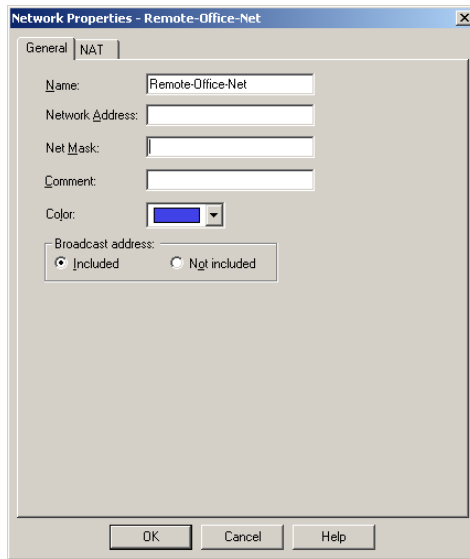 Network Properties - Remote-Office-Net
General NAT
Name: Remote-Office-Net
Network Address:
Net Mask:
Comment:
Color:
Broadcast address:
Included Not included
OK Cancel Help